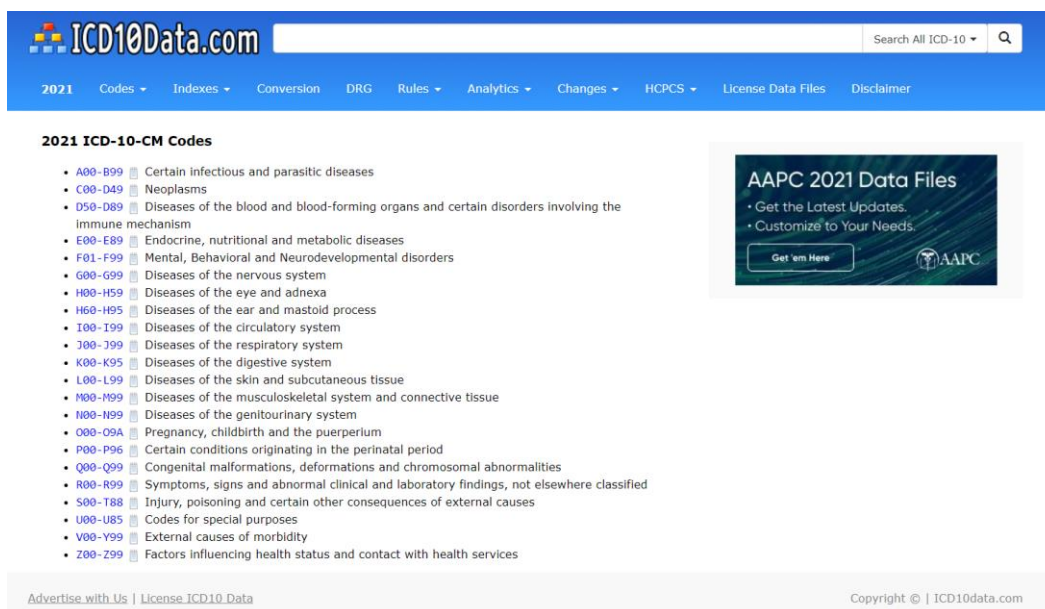 ICD10Data.com
Search All ICD-10
2021 Codes Indexes Conversion DRG Rules Analytics Changes HCPCS License Data Files Disclaimer
2021 ICD-10-CM Codes
• A00-B99 Certain infectious and parasitic diseases
• C00-D49 Neoplasms
• D50-D89 Diseases of the blood and blood-forming organs and certain disorders involving the
immune mechanism
• E00-E89 Endocrine, nutritional and metabolic diseases
• F01-F99 Mental, Behavioral and Neurodevelopmental disorders
• G00-G99 Diseases of the nervous system
• H00-H59 Diseases of the eye and adnexa
• H60-H95 Diseases of the ear and mastoid process
• I00-I99 Diseases of the circulatory system
• J00-J99 Diseases of the respiratory system
• K00-K95 Diseases of the digestive system
• L00-L99 Diseases of the skin and subcutaneous tissue
• M00-M99 Diseases of the musculoskeletal system and connective tissue
• N00-N99 Diseases of the genitourinary system
• O00-O9A Pregnancy, childbirth and the puerperium
• P00-P96 Certain conditions originating in the perinatal period
• Q00-Q99 Congenital malformations, deformations and chromosomal abnormalities
• R00-R99 Symptoms, signs and abnormal clinical and laboratory findings, not elsewhere classified
• S00-T88 Injury, poisoning and certain other consequences of external causes
• U00-U85 Codes for special purposes
• V00-Y99 External causes of morbidity
• Z00-Z99 Factors influencing health status and contact with health services
AAPC 2021 Data Files
• Get the Latest Updates.
• Customize to Your Needs.
Get 'em Here
AAPC
Advertise with Us | License ICD10 Data
Copyright © | ICD10data.com